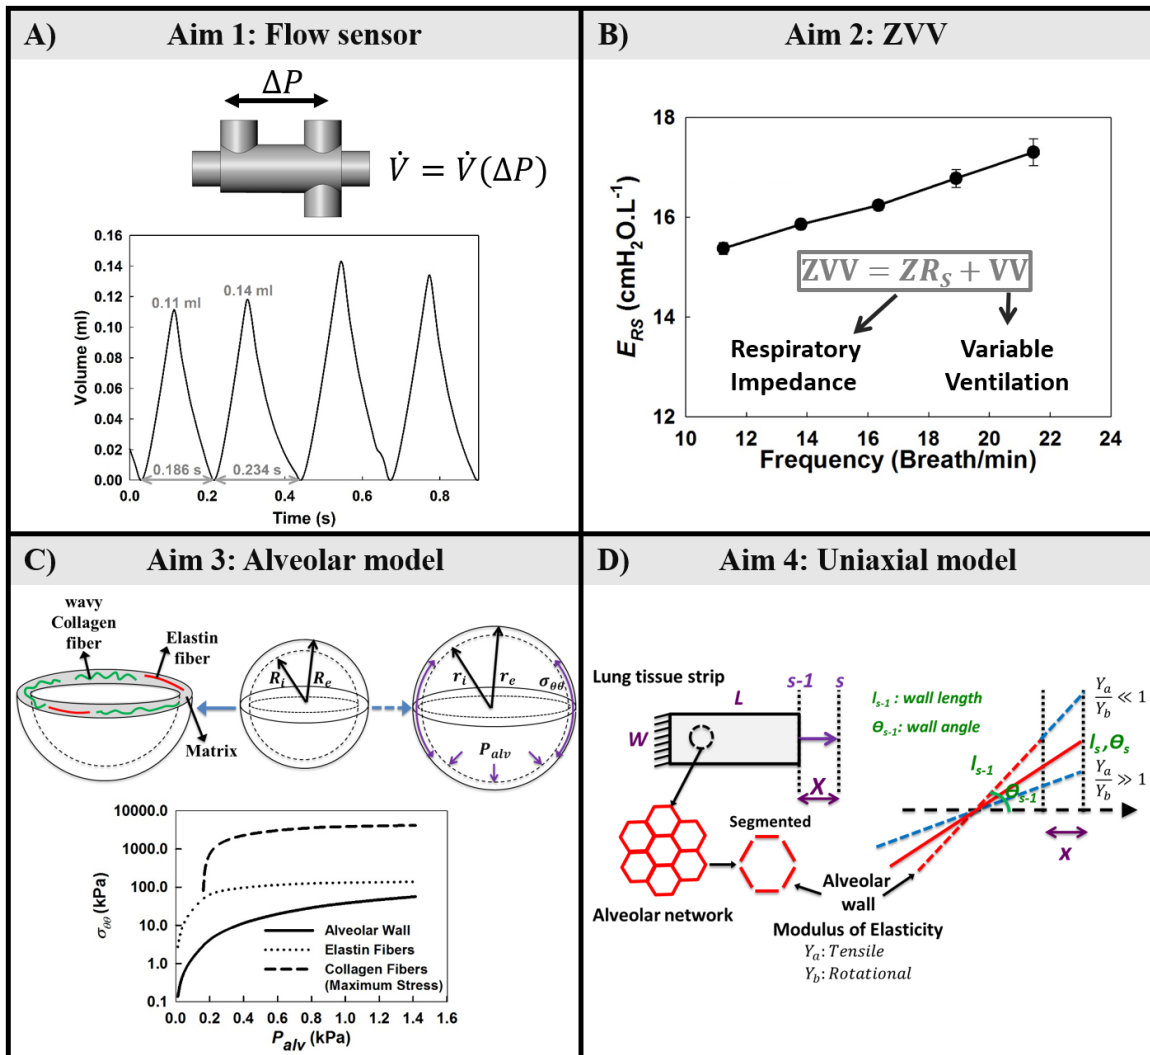 A) Aim 1: Flow sensor
ΔP
V̇ = V̇(ΔP)
Volume (ml)
0.16
0.14
0.12
0.10
0.08
0.06
0.04
0.02
0.00
0.11 ml
0.14 ml
0.186 s
0.234 s
0.0 0.2 0.4 0.6 0.8
Time (s)
B) Aim 2: ZVV
E_RS (cmH₂O.L⁻¹)
18
16
14
12
ZVV = ZR_S + VV
Respiratory
Impedance
Variable
Ventilation
10 12 14 16 18 20 22 24
Frequency (Breath/min)
C) Aim 3: Alveolar model
wavy
Collagen
fiber
Elastin
fiber
Matrix
R_i R_e
r_i r_e
σ_θθ
P_alv
σ_θθ (kPa)
10000.0
1000.0
100.0
10.0
1.0
0.1
Alveolar Wall
Elastin Fibers
Collagen Fibers
(Maximum Stress)
0.0 0.2 0.4 0.6 0.8 1.0 1.2 1.4 1.6
P_alv (kPa)
D) Aim 4: Uniaxial model
Lung tissue strip
L
W
s-1 s
X
l_s-1 : wall length
Θ_s-1 : wall angle
Y_a/Y_b ≪ 1
l_s ,Θ_s
Y_a/Y_b ≫ 1
l_s-1
Θ_s-1
x
Segmented
Alveolar network
Alveolar
wall
Modulus of Elasticity
Y_a: Tensile
Y_b: Rotational